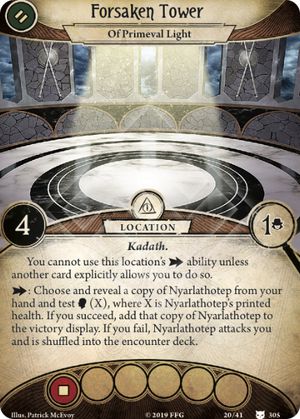 Forsaken Tower
Of Primeval Light
4
LOCATION
1
Kadath.
You cannot use this location's ability unless
another card explicitly allows you to do so.
: Choose and reveal a copy of Nyarlathotep from your
hand and test (X), where X is Nyarlathotep's printed
health. If you succeed, add that copy of Nyarlathotep to
the victory display. If you fail, Nyarlathotep attacks you
and is shuffled into the encounter deck.
Illus. Patrick McEvoy
© 2019 FFG
20/41
305